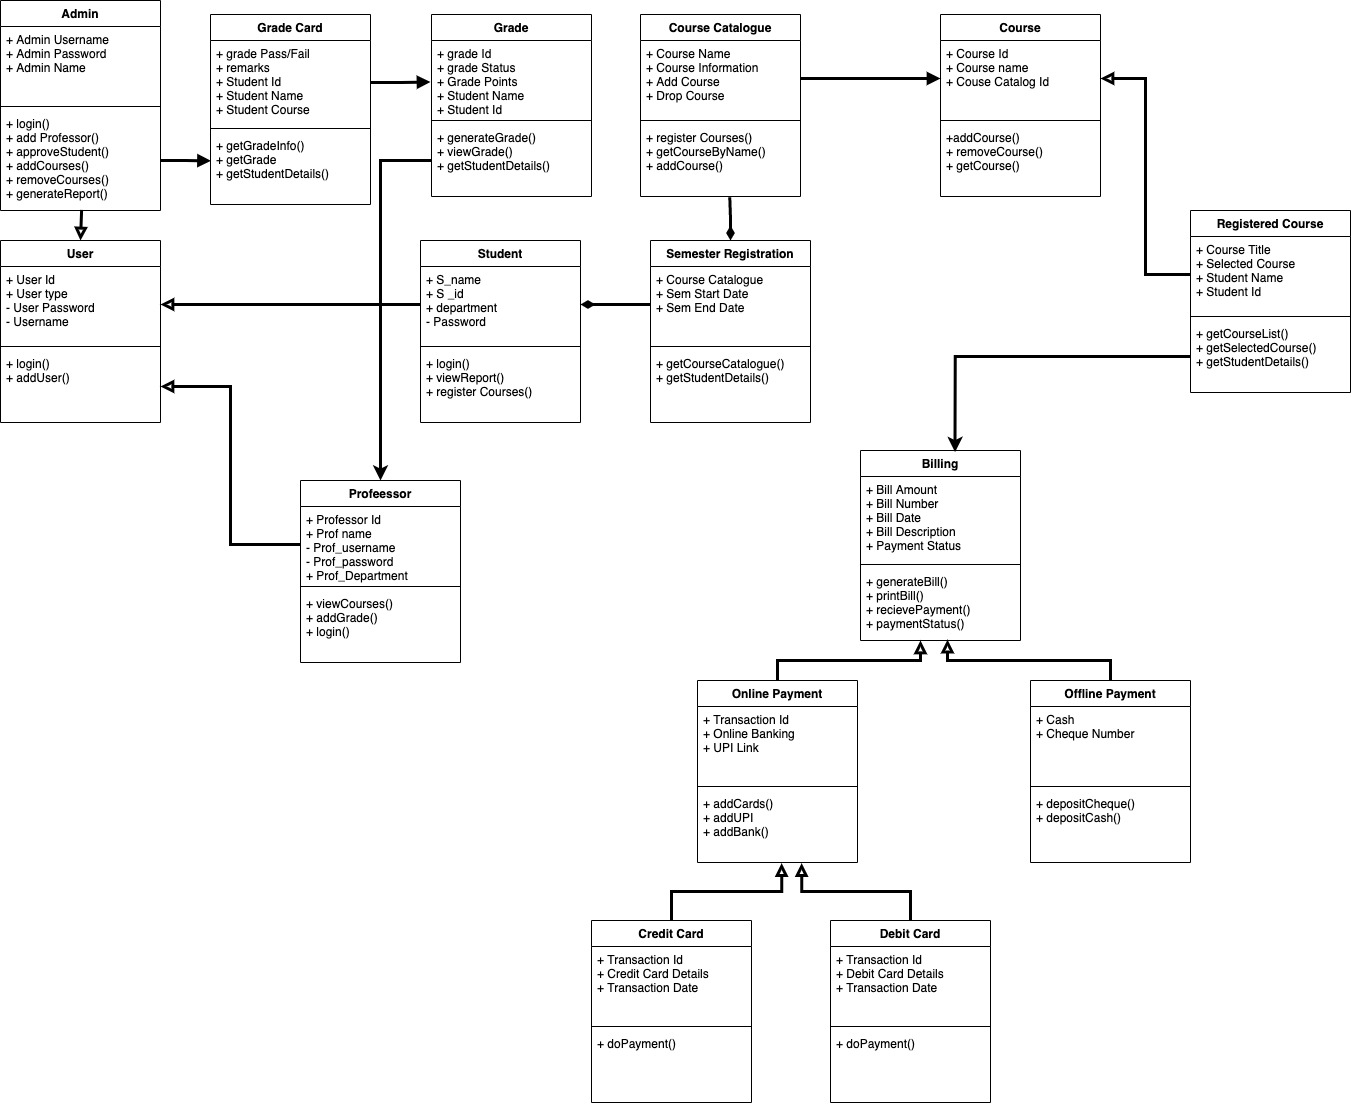 Admin
+ Admin Username
+ Admin Password
+ Admin Name
+ login()
+ add Professor()
+ approveStudent()
+ addCourses()
+ removeCourses()
+ generateReport()
Grade Card
+ grade Pass/Fail
+ remarks
+ Student Id
+ Student Name
+ Student Course
+ getGradeInfo()
+ getGrade
+ getStudentDetails()
Grade
+ grade Id
+ grade Status
+ Grade Points
+ Student Name
+ Student Id
+ generateGrade()
+ viewGrade()
+ getStudentDetails()
Course Catalogue
+ Course Name
+ Course Information
+ Add Course
+ Drop Course
+ register Courses()
+ getCourseByName()
+ addCourse()
Course
+ Course Id
+ Course name
+ Couse Catalog Id
+addCourse()
+ removeCourse()
+ getCourse()
Registered Course
+ Course Title
+ Selected Course
+ Student Name
+ Student Id
+ getCourseList()
+ getSelectedCourse()
+ getStudentDetails()
User
+ User Id
+ User type
- User Password
- Username
+ login()
+ addUser()
Student
+ S_name
+ S _id
+ department
- Password
+ login()
+ viewReport()
+ register Courses()
Semester Registration
+ Course Catalogue
+ Sem Start Date
+ Sem End Date
+ getCourseCatalogue()
+ getStudentDetails()
Profeessor
+ Professor Id
+ Prof name
- Prof_username
- Prof_password
+ Prof_Department
+ viewCourses()
+ addGrade()
+ login()
Billing
+ Bill Amount
+ Bill Number
+ Bill Date
+ Bill Description
+ Payment Status
+ generateBill()
+ printBill()
+ recievePayment()
+ paymentStatus()
Online Payment
+ Transaction Id
+ Online Banking
+ UPI Link
+ addCards()
+ addUPI
+ addBank()
Offline Payment
+ Cash
+ Cheque Number
+ depositCheque()
+ depositCash()
Credit Card
+ Transaction Id
+ Credit Card Details
+ Transaction Date
+ doPayment()
Debit Card
+ Transaction Id
+ Debit Card Details
+ Transaction Date
+ doPayment()